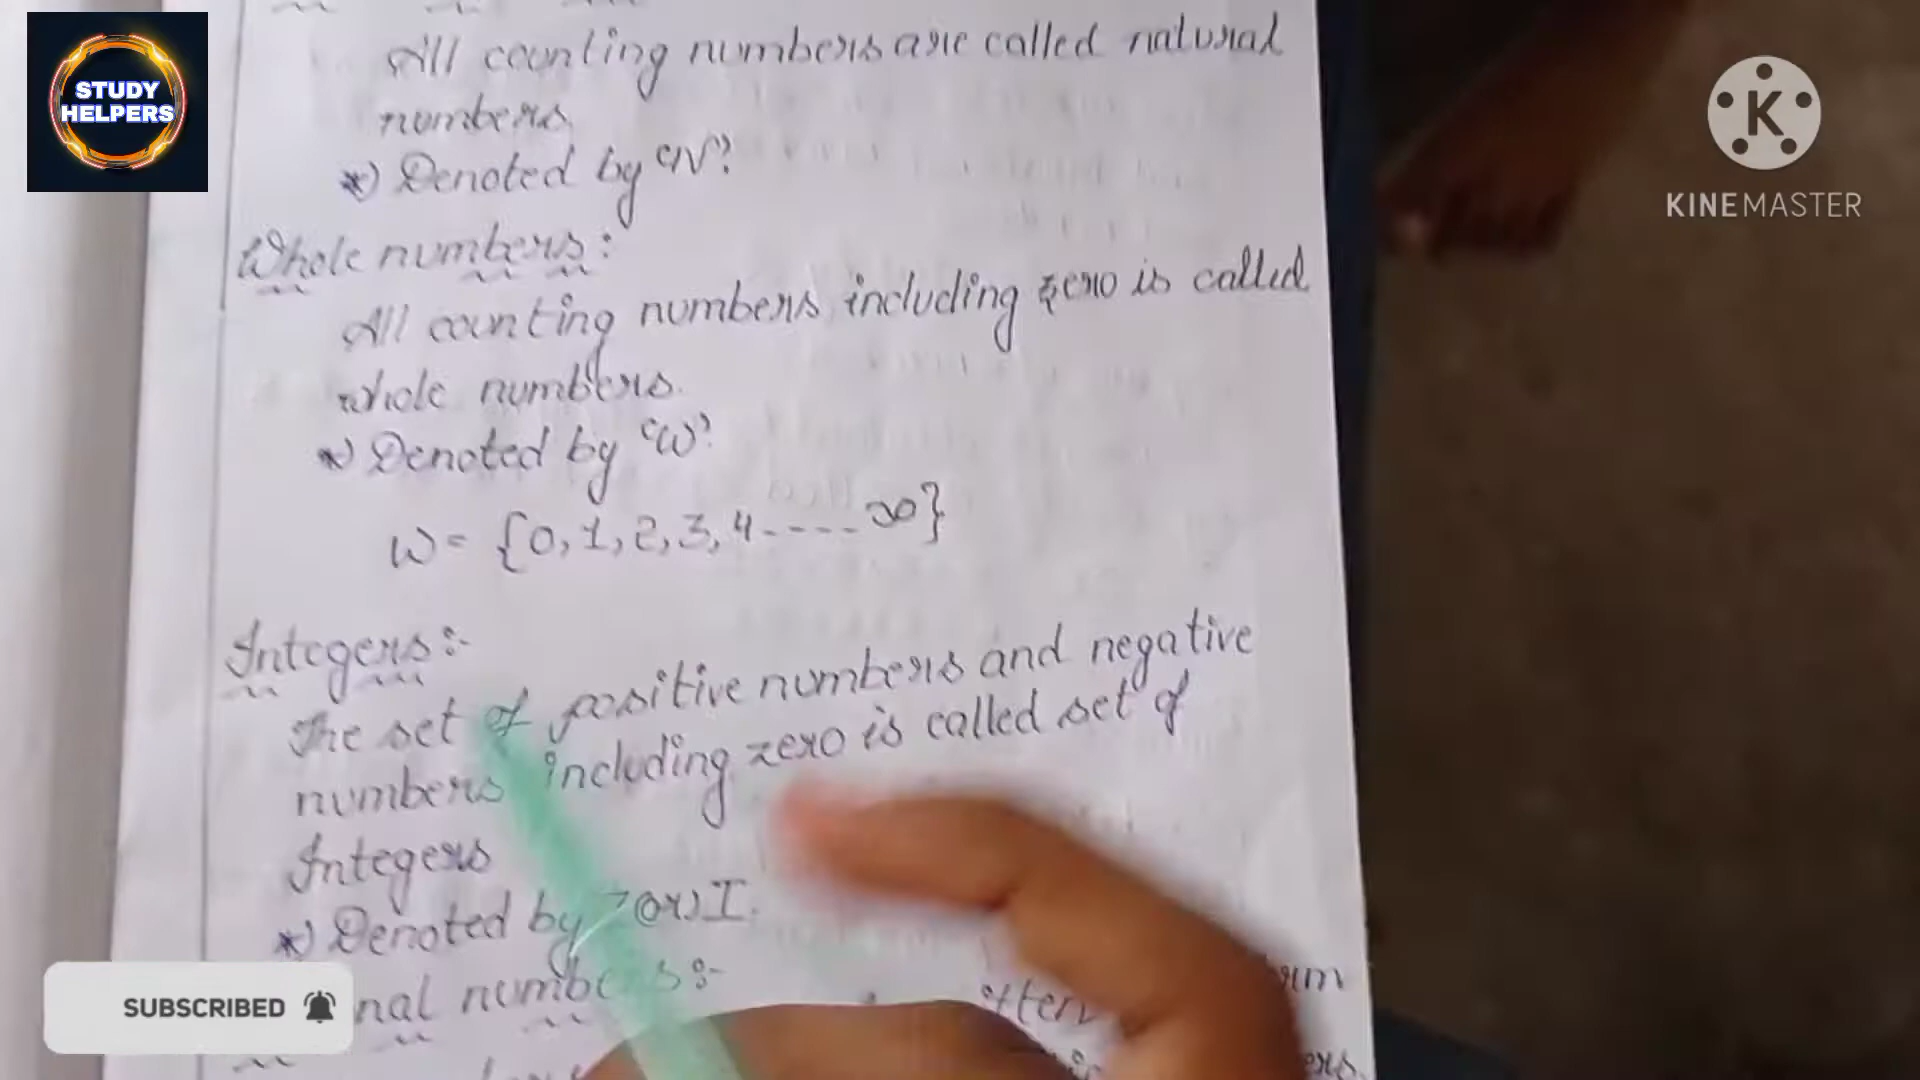 STUDY
HELPERS
KINEMASTER
All counting numbers are called natural
numbers
*) Denoted by "N"
Whole numbers:
All counting numbers including zero is called
whole numbers.
*) Denoted by "W"
W = {0, 1, 2, 3, 4 - - - - ∞}
Integers:-
The set of positive numbers and negative
numbers including zero is called set of
Integers
*) Denoted by Z (or) I.
nal numbers:-
SUBSCRIBED